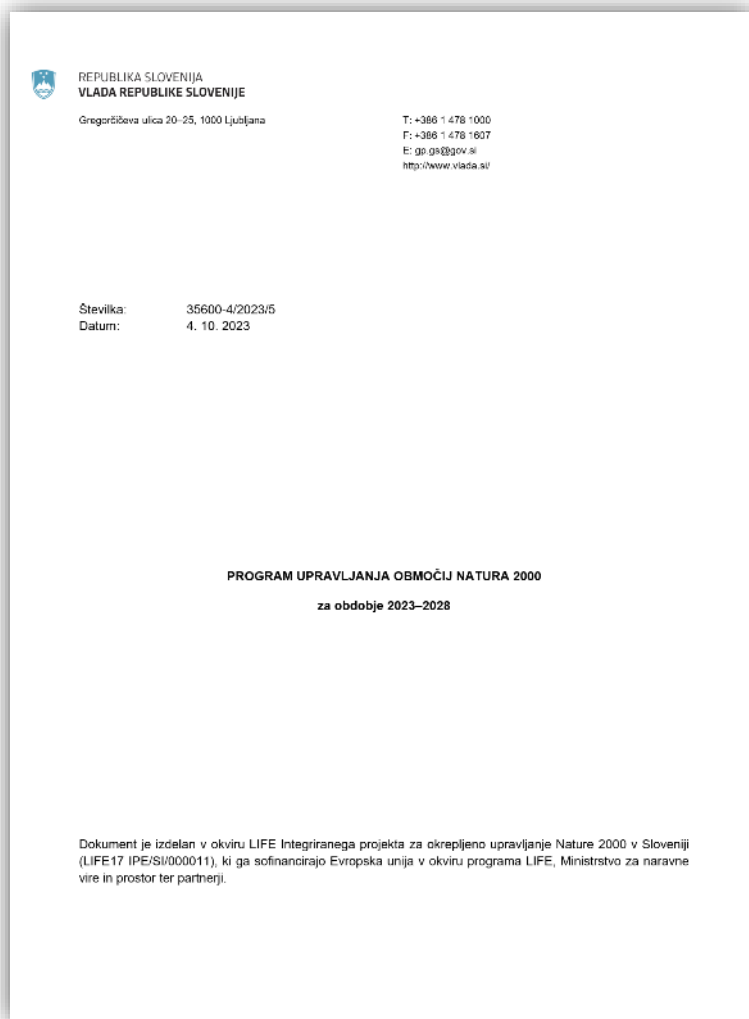 REPUBLIKA SLOVENIJA
VLADA REPUBLIKE SLOVENIJE
Gregorčičeva ulica 20–25, 1000 Ljubljana
T: +386 1 478 1000
F: +386 1 478 1607
E: gp.gs@gov.si
http://www.vlada.si/
Številka: 35600-4/2023/5
Datum: 4. 10. 2023
PROGRAM UPRAVLJANJA OBMOČIJ NATURA 2000
za obdobje 2023–2028
Dokument je izdelan v okviru LIFE Integriranega projekta za okrepljeno upravljanje Nature 2000 v Sloveniji
(LIFE17 IPE/SI/000011), ki ga sofinancirajo Evropska unija v okviru programa LIFE, Ministrstvo za naravne
vire in prostor ter partnerji.